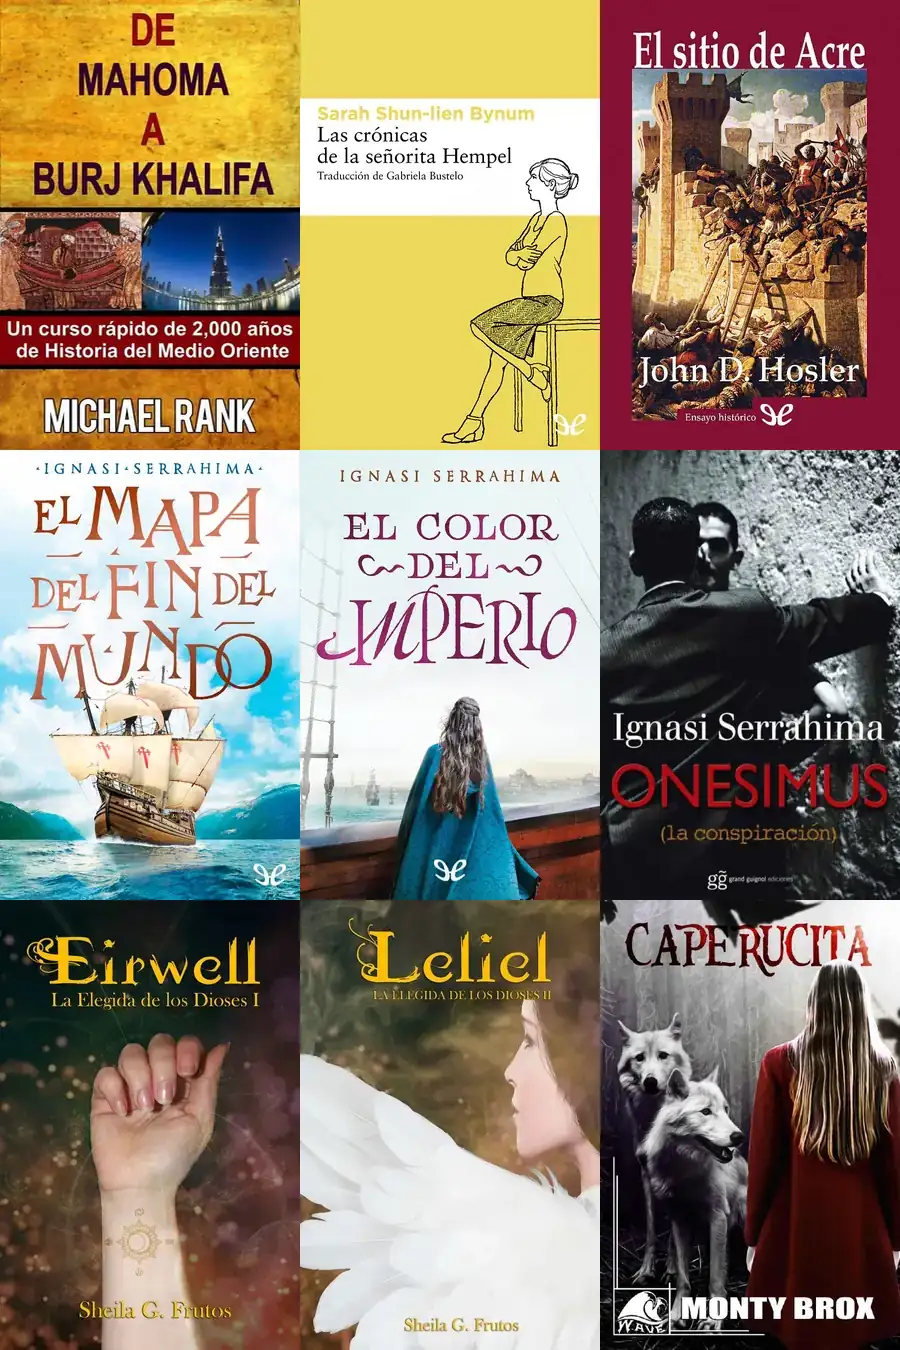 DE
MAHOMA
A
BURJ KHALIFA
Un curso rápido de 2,000 años
de Historia del Medio Oriente
MICHAEL RANK
Sarah Shun-lien Bynum
Las crónicas
de la señorita Hempel
Traducción de Gabriela Bustelo
El sitio de Acre
John D. Hosler
Ensayo histórico
·IGNASI·SERRAHIMA·
EL MAPA
DEL FIN DEL
MUNDO
IGNASI SERRAHIMA
EL COLOR
DEL
IMPERIO
Ignasi Serrahima
ONESIMUS
(la conspiración)
gg grand guignol ediciones
Eirwell
La Elegida de los Dioses I
Sheila G. Frutos
Leliel
LA ELEGIDA DE LOS DIOSES II
Sheila G. Frutos
CAPERUCITA
WAVE
MONTY BROX